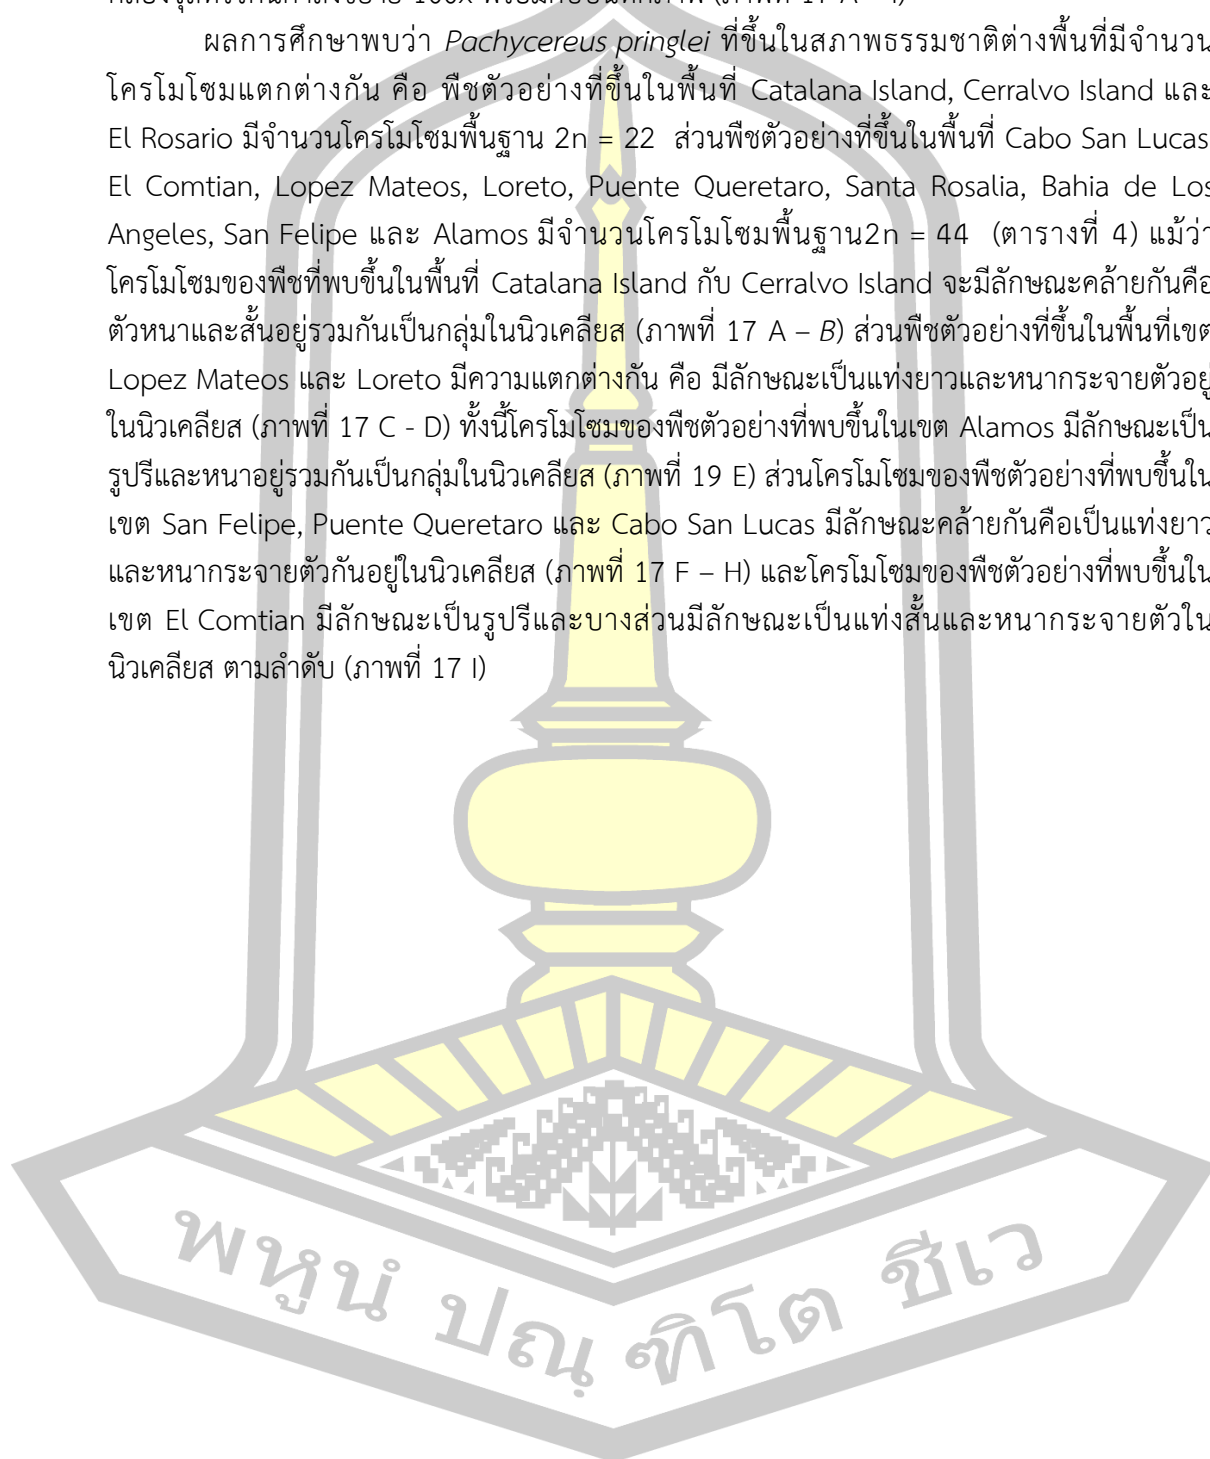 ผลการศึกษาพบว่า Pachycereus pringlei ที่ขึ้นในสภาพธรรมชาติต่างพื้นที่มีจำนวน
โครโมโซมแตกต่างกัน คือ พืชตัวอย่างที่ขึ้นในพื้นที่ Catalana Island, Cerralvo Island และ
El Rosario มีจำนวนโครโมโซมพื้นฐาน 2n = 22 ส่วนพืชตัวอย่างที่ขึ้นในพื้นที่ Cabo San Lucas
El Comtian, Lopez Mateos, Loreto, Puente Queretaro, Santa Rosalia, Bahia de Los
Angeles, San Felipe และ Alamos มีจำนวนโครโมโซมพื้นฐาน2n = 44 (ตารางที่ 4) แม้ว่า
โครโมโซมของพืชที่พบขึ้นในพื้นที่ Catalana Island กับ Cerralvo Island จะมีลักษณะคล้ายกันคือ
ตัวหนาและสั้นอยู่รวมกันเป็นกลุ่มในนิวเคลียส (ภาพที่ 17 A – B) ส่วนพืชตัวอย่างที่ขึ้นในพื้นที่เขต
Lopez Mateos และ Loreto มีความแตกต่างกัน คือ มีลักษณะเป็นแท่งยาวและหนากระจายตัวอยู่
ในนิวเคลียส (ภาพที่ 17 C - D) ทั้งนี้โครโมโซมของพืชตัวอย่างที่พบขึ้นในเขต Alamos มีลักษณะเป็น
รูปรีและหนาอยู่รวมกันเป็นกลุ่มในนิวเคลียส (ภาพที่ 19 E) ส่วนโครโมโซมของพืชตัวอย่างที่พบขึ้นใน
เขต San Felipe, Puente Queretaro และ Cabo San Lucas มีลักษณะคล้ายกันคือเป็นแท่งยาว
และหนากระจายตัวกันอยู่ในนิวเคลียส (ภาพที่ 17 F – H) และโครโมโซมของพืชตัวอย่างที่พบขึ้นใน
เขต El Comtian มีลักษณะเป็นรูปรีและบางส่วนมีลักษณะเป็นแท่งสั้นและหนากระจายตัวใน
นิวเคลียส ตามลำดับ (ภาพที่ 17 I)
พหูนํ ปณฺฑิโต ชีเว